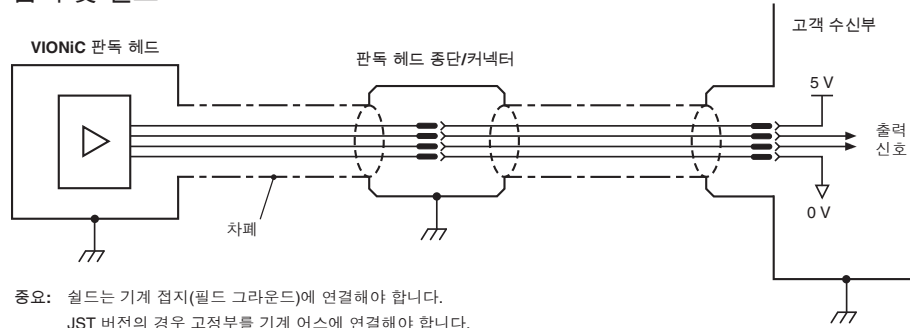 고객 수신부
VIONiC 판독 헤드
판독 헤드 종단/커넥터
5 V
출력
신호
0 V
차폐
중요: 쉴드는 기계 접지(필드 그라운드)에 연결해야 합니다.
JST 버전의 경우 고정부를 기계 어스에 연결해야 합니다.